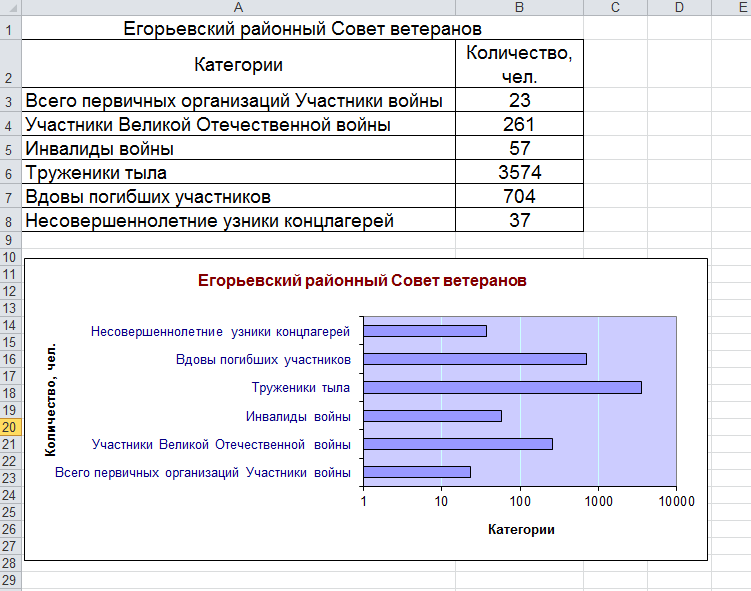 A B C D E
1 Егорьевский районный Совет ветеранов
2 Категории Количество, чел.
3 Всего первичных организаций Участники войны 23
4 Участники Великой Отечественной войны 261
5 Инвалиды войны 57
6 Труженики тыла 3574
7 Вдовы погибших участников 704
8 Несовершеннолетние узники концлагерей 37
9
10
11
12
13
14
15
16
17
18
19
20
21
22
23
24
25
26
27
28
29
Егорьевский районный Совет ветеранов
Количество, чел.
Несовершеннолетние узники концлагерей
Вдовы погибших участников
Труженики тыла
Инвалиды войны
Участники Великой Отечественной войны
Всего первичных организаций Участники войны
1 10 100 1000 10000
Категории